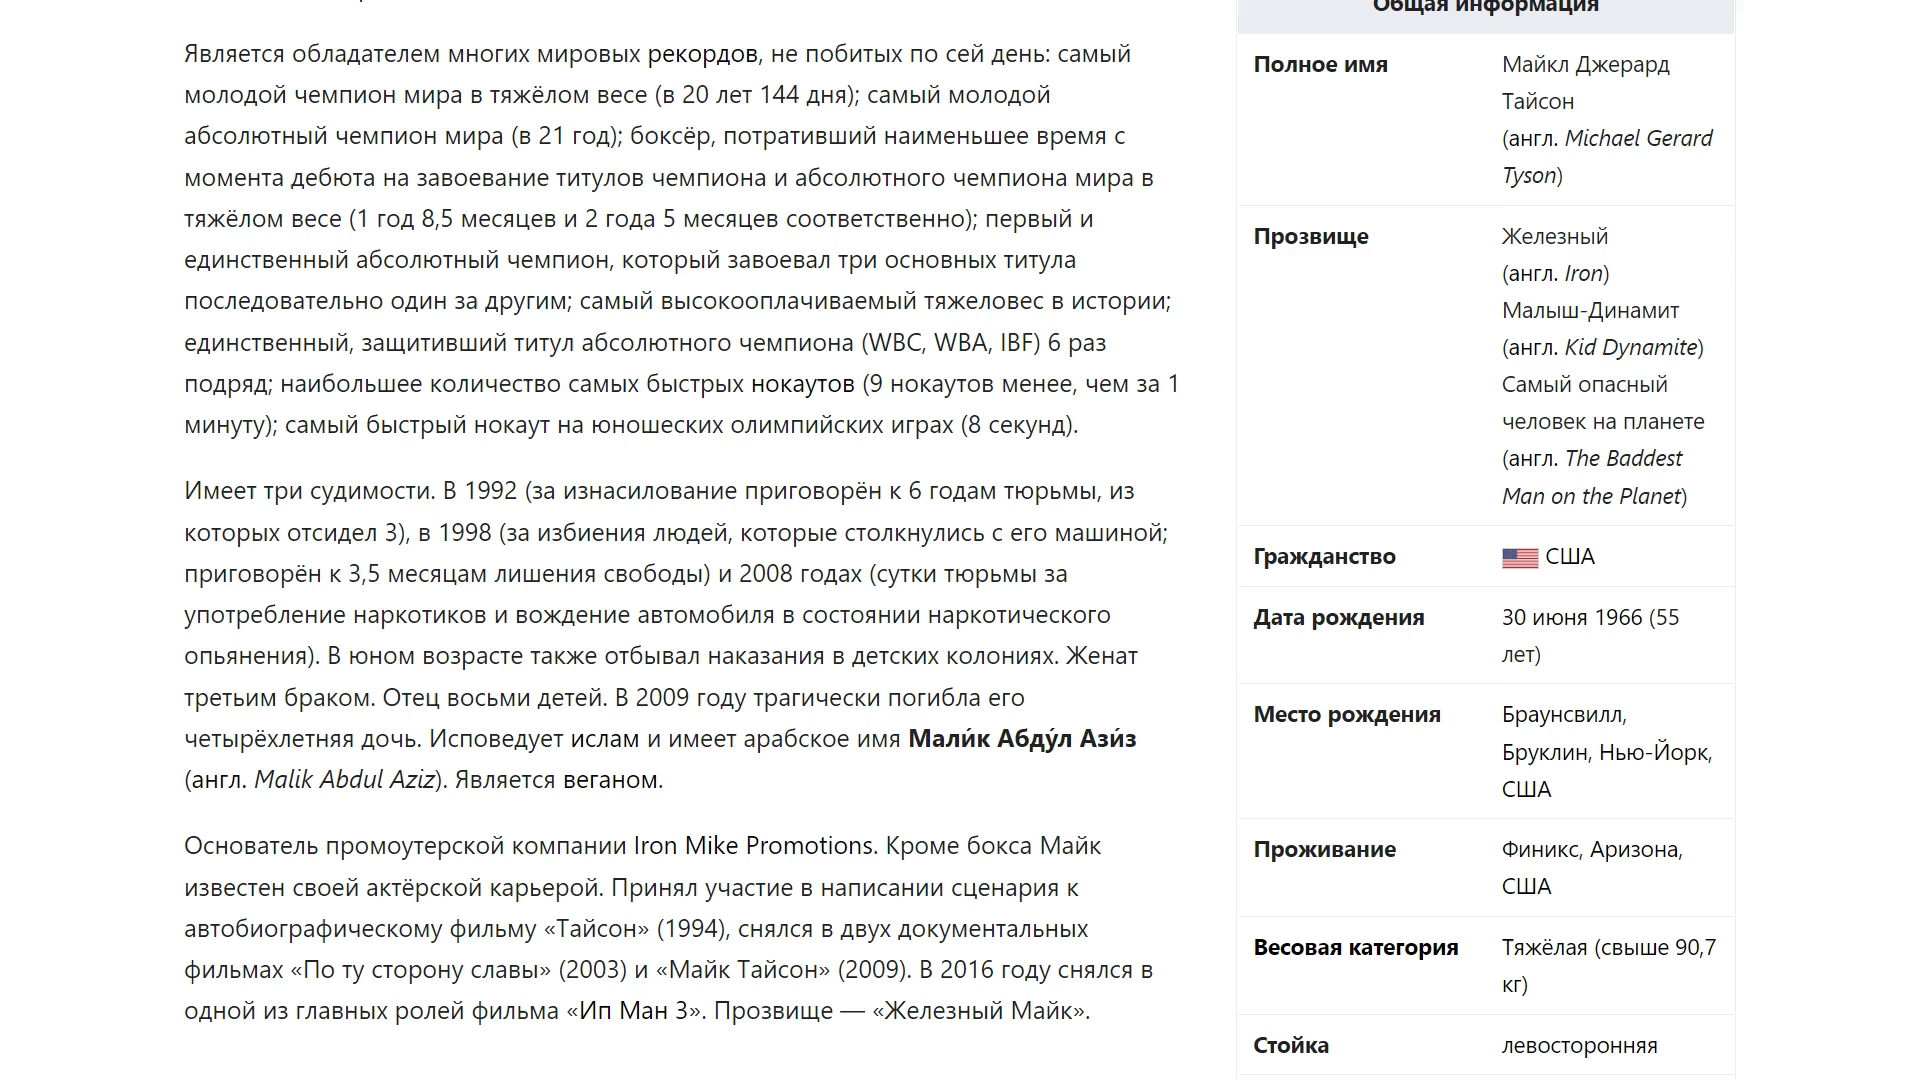 Является обладателем многих мировых рекордов, не побитых по сей день: самый
молодой чемпион мира в тяжёлом весе (в 20 лет 144 дня); самый молодой
абсолютный чемпион мира (в 21 год); боксёр, потративший наименьшее время с
момента дебюта на завоевание титулов чемпиона и абсолютного чемпиона мира в
тяжёлом весе (1 год 8,5 месяцев и 2 года 5 месяцев соответственно); первый и
единственный абсолютный чемпион, который завоевал три основных титула
последовательно один за другим; самый высокооплачиваемый тяжеловес в истории;
единственный, защитивший титул абсолютного чемпиона (WBC, WBA, IBF) 6 раз
подряд; наибольшее количество самых быстрых нокаутов (9 нокаутов менее, чем за 1
минуту); самый быстрый нокаут на юношеских олимпийских играх (8 секунд).
Имеет три судимости. В 1992 (за изнасилование приговорён к 6 годам тюрьмы, из
которых отсидел 3), в 1998 (за избиения людей, которые столкнулись с его машиной;
приговорён к 3,5 месяцам лишения свободы) и 2008 годах (сутки тюрьмы за
употребление наркотиков и вождение автомобиля в состоянии наркотического
опьянения). В юном возрасте также отбывал наказания в детских колониях. Женат
третьим браком. Отец восьми детей. В 2009 году трагически погибла его
четырёхлетняя дочь. Исповедует ислам и имеет арабское имя Мали́к Абду́л Ази́з
(англ. Malik Abdul Aziz). Является веганом.
Основатель промоутерской компании Iron Mike Promotions. Кроме бокса Майк
известен своей актёрской карьерой. Принял участие в написании сценария к
автобиографическому фильму «Тайсон» (1994), снялся в двух документальных
фильмах «По ту сторону славы» (2003) и «Майк Тайсон» (2009). В 2016 году снялся в
одной из главных ролей фильма «Ип Ман 3». Прозвище — «Железный Майк».
Общая информация
Полное имя
Майкл Джерард
Тайсон
(англ. Michael Gerard
Tyson)
Прозвище
Железный
(англ. Iron)
Малыш-Динамит
(англ. Kid Dynamite)
Самый опасный
человек на планете
(англ. The Baddest
Man on the Planet)
Гражданство
США
Дата рождения
30 июня 1966 (55
лет)
Место рождения
Браунсвилл,
Бруклин, Нью-Йорк,
США
Проживание
Финикс, Аризона,
США
Весовая категория
Тяжёлая (свыше 90,7
кг)
Стойка
левосторонняя